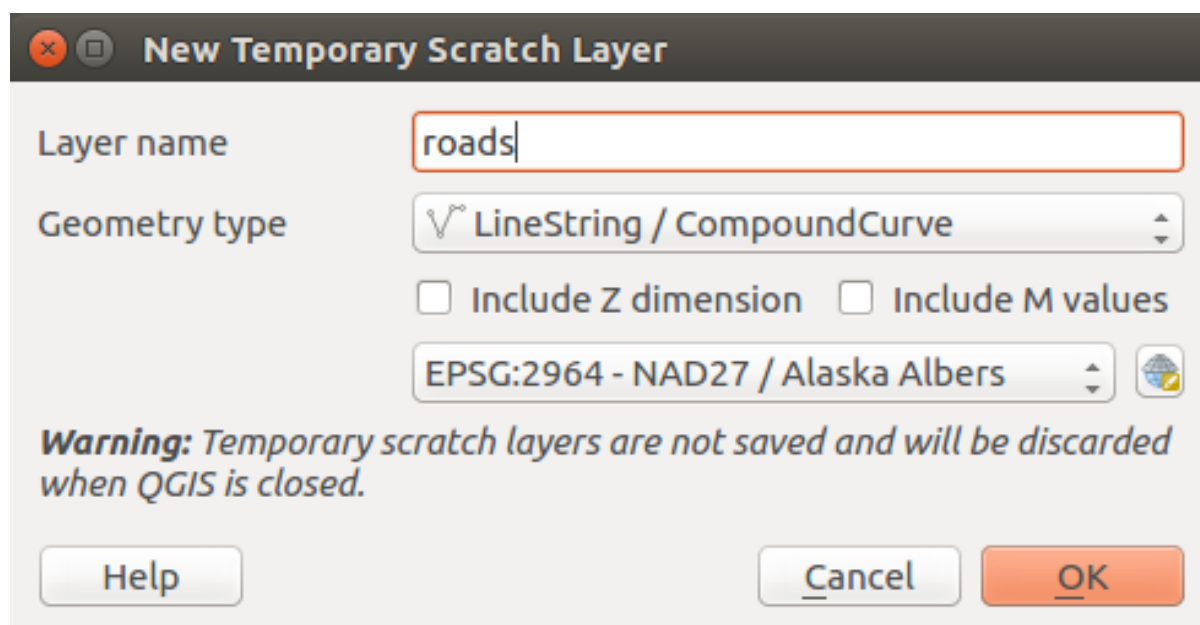 New Temporary Scratch Layer
Layer name
roads
Geometry type
LineString / CompoundCurve
Include Z dimension
Include M values
EPSG:2964 - NAD27 / Alaska Albers
Warning: Temporary scratch layers are not saved and will be discarded
when QGIS is closed.
Help
Cancel
OK